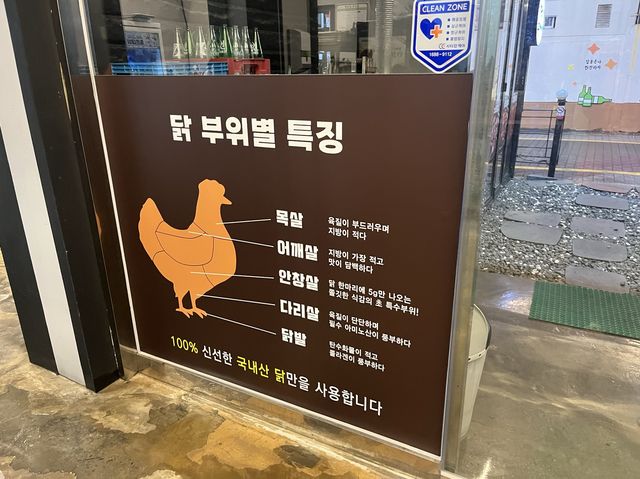 CLEAN ZONE
1688-9112
닭 부위별 특징
목살
육질이 부드러우며
지방이 적다
어깨살
지방이 가장 적고
맛이 담백하다
안창살
닭 한마리에 5g만 나오는
쫄깃한 식감의 초 특수부위!
다리살
육질이 단단하며
필수 아미노산이 풍부하다
닭발
탄수화물이 적고
콜라겐이 풍부하다
100% 신선한 국내산 닭만을 사용합니다